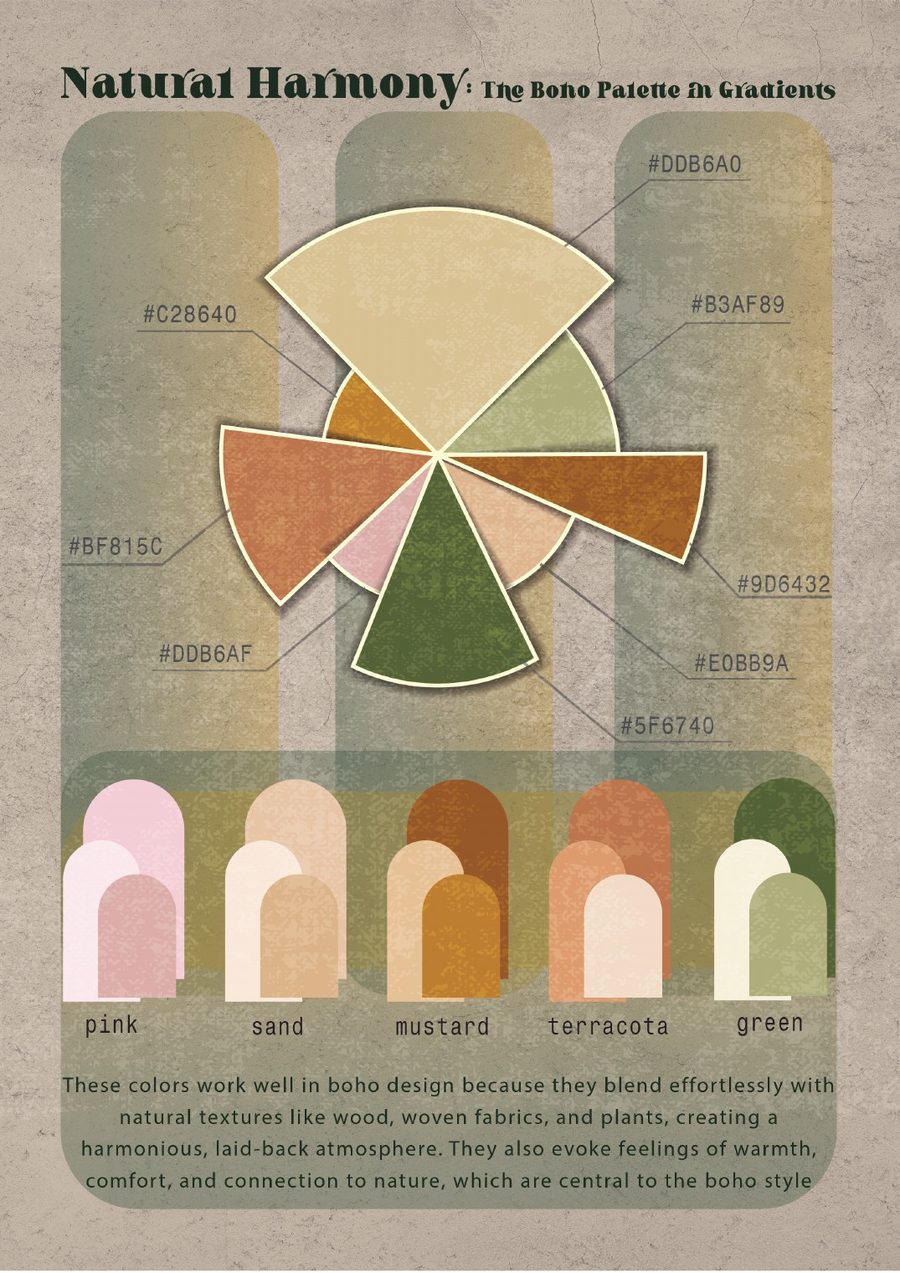 Natural Harmony: The Boho Palette in Gradients
#DDB6A0
#C28640
#B3AF89
#BF815C
#9D6432
#DDB6AF
#E0BB9A
#5F6740
pink
sand
mustard
terracota
green
These colors work well in boho design because they blend effortlessly with
natural textures like wood, woven fabrics, and plants, creating a
harmonious, laid-back atmosphere. They also evoke feelings of warmth,
comfort, and connection to nature, which are central to the boho style